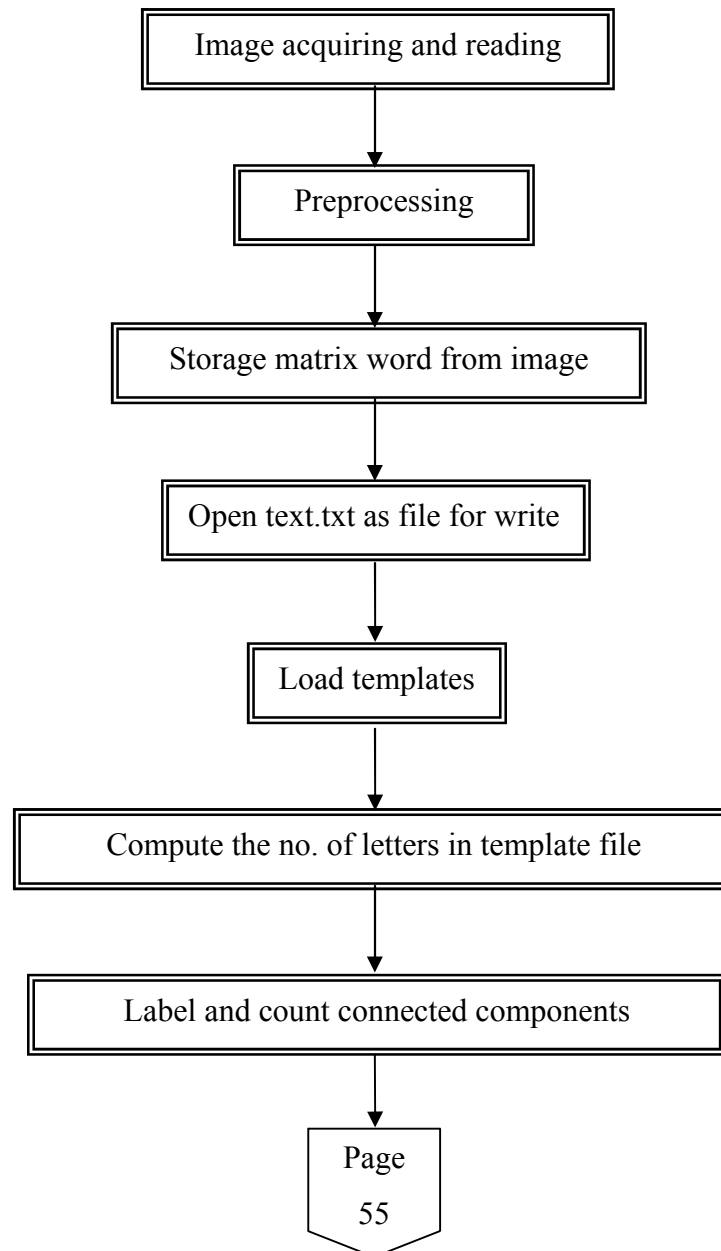 Image acquiring and reading
Preprocessing
Storage matrix word from image
Open text.txt as file for write
Load templates
Compute the no. of letters in template file
Label and count connected components
Page
55